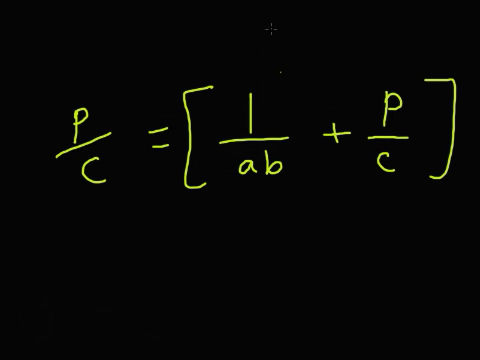 P/C = [ 1/ab + P/C ]